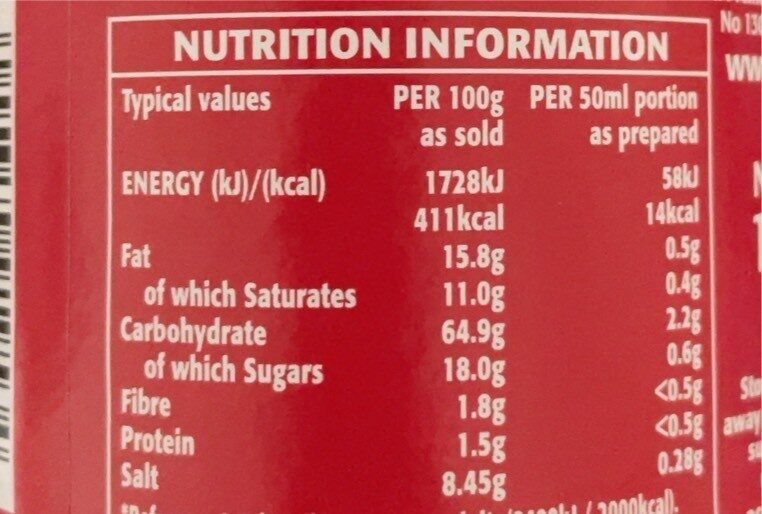 NUTRITION INFORMATION
Typical values PER 100g PER 50ml portion
as sold as prepared
ENERGY (kJ)/(kcal) 1728kJ 58kJ
411kcal 14kcal
Fat 15.8g 0.5g
of which Saturates 11.0g 0.4g
Carbohydrate 64.9g 2.2g
of which Sugars 18.0g 0.6g
Fibre 1.8g <0.5g
Protein 1.5g <0.5g
Salt 8.45g 0.28g
No
away